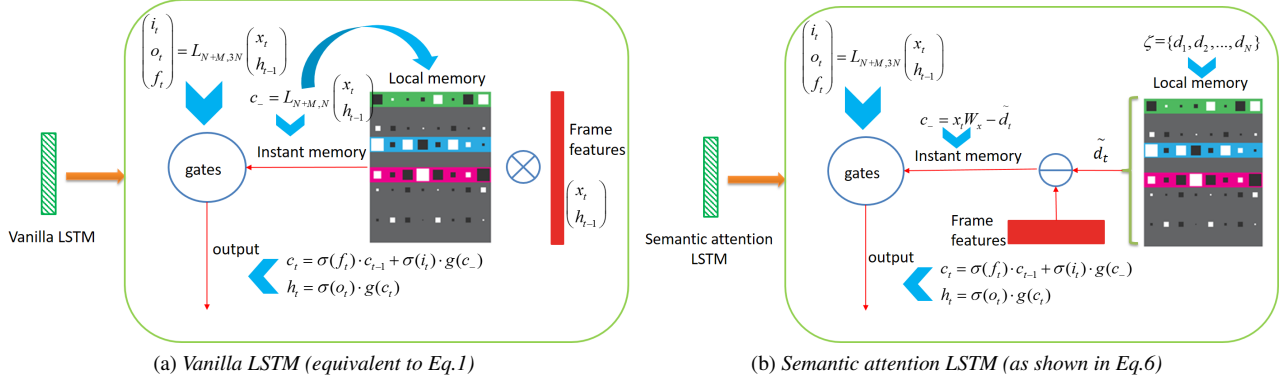 i_t
o_t = L_{N+M,3N} (x_t
f_t h_{t-1})
c_- = L_{N+M,N} (x_t
h_{t-1})
Local memory
Instant memory
gates
Frame
features
(x_t
h_{t-1})
Vanilla LSTM
output
c_t = σ(f_t)·c_{t-1} + σ(i_t)·g(c_-)
h_t = σ(o_t)·g(c_t)
(a) Vanilla LSTM (equivalent to Eq.1)
i_t
o_t = L_{N+M,3N} (x_t
f_t h_{t-1})
ζ={d_1, d_2,..., d_N}
Local memory
c_- = x_t W_x − d̃_t
Instant memory
d̃_t
gates
Frame
features
Semantic attention
LSTM
output
c_t = σ(f_t)·c_{t-1} + σ(i_t)·g(c_-)
h_t = σ(o_t)·g(c_t)
(b) Semantic attention LSTM (as shown in Eq.6)